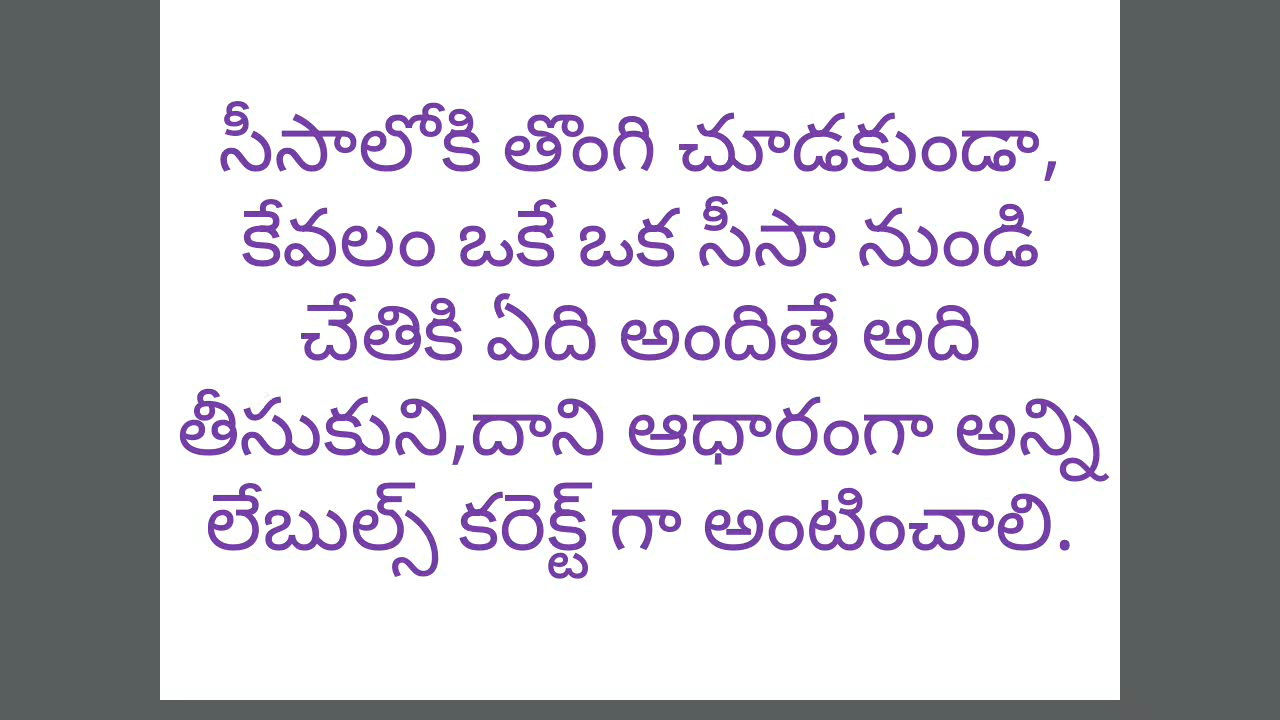 సీసాలోకి తొంగి చూడకుండా,
కేవలం ఒకే ఒక సీసా నుండి
చేతికి ఏది అందితే అది
తీసుకుని,దాని ఆధారంగా అన్ని
లేబుల్స్ కరెక్ట్ గా అంటించాలి.